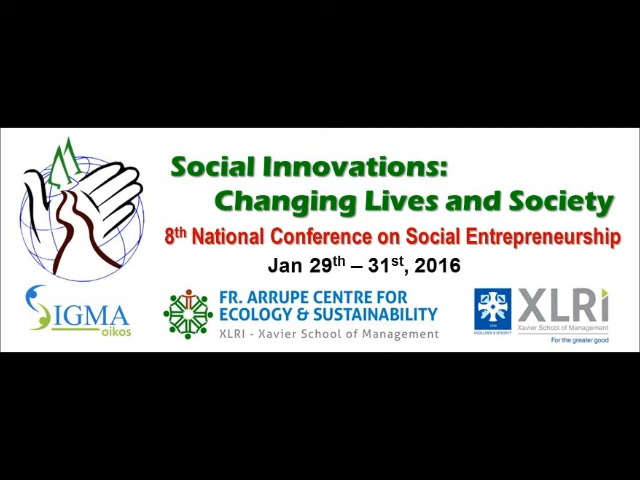 Social Innovations:
Changing Lives and Society
8th National Conference on Social Entrepreneurship
Jan 29th – 31st, 2016
SIGMA
oikos
FR. ARRUPE CENTRE FOR
ECOLOGY & SUSTAINABILITY
XLRI - Xavier School of Management
XLRI
Xavier School of Management
For the greater good